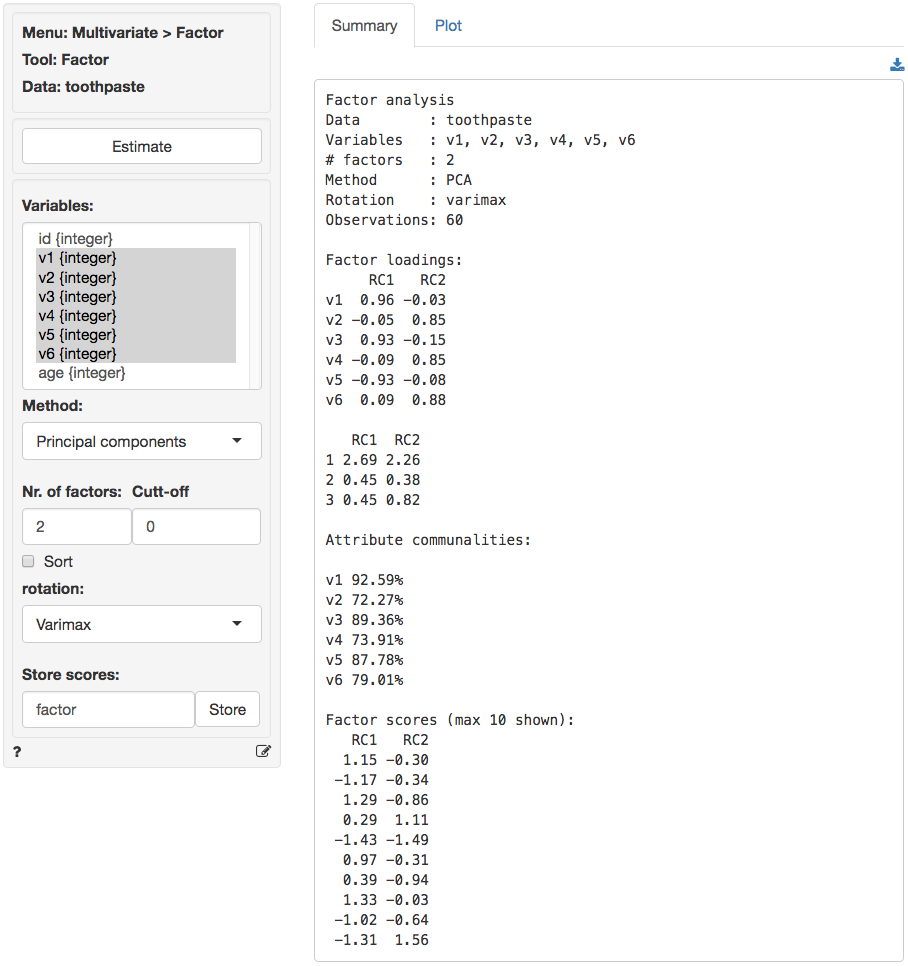 Menu: Multivariate > Factor
Tool: Factor
Data: toothpaste
Estimate
Variables:
id {integer}
v1 {integer}
v2 {integer}
v3 {integer}
v4 {integer}
v5 {integer}
v6 {integer}
age {integer}
Method:
Principal components
Nr. of factors: Cutt-off
2 0
Sort
rotation:
Varimax
Store scores:
factor Store
?
Summary Plot
Factor analysis
Data : toothpaste
Variables : v1, v2, v3, v4, v5, v6
# factors : 2
Method : PCA
Rotation : varimax
Observations: 60
Factor loadings:
RC1 RC2
v1 0.96 −0.03
v2 −0.05 0.85
v3 0.93 −0.15
v4 −0.09 0.85
v5 −0.93 −0.08
v6 0.09 0.88
RC1 RC2
1 2.69 2.26
2 0.45 0.38
3 0.45 0.82
Attribute communalities:
v1 92.59%
v2 72.27%
v3 89.36%
v4 73.91%
v5 87.78%
v6 79.01%
Factor scores (max 10 shown):
RC1 RC2
1.15 −0.30
−1.17 −0.34
1.29 −0.86
0.29 1.11
−1.43 −1.49
0.97 −0.31
0.39 −0.94
1.33 −0.03
−1.02 −0.64
−1.31 1.56